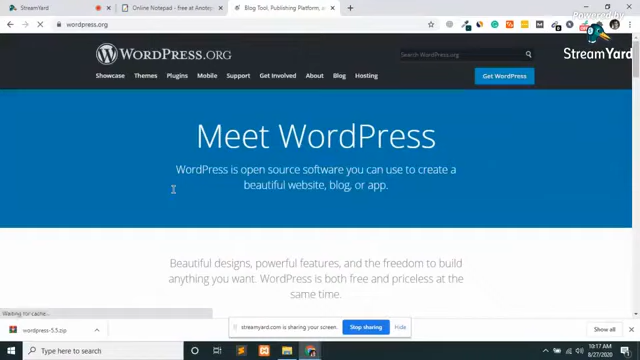 StreamYard
Online Notepad - free at Anotep
Blog Tool, Publishing Platform,
Powered by
StreamYard
wordpress.org
WORDPRESS.ORG
Search WordPress.org
Showcase Themes Plugins Mobile Support Get Involved About Blog Hosting
Get WordPress
Meet WordPress
WordPress is open source software you can use to create a
beautiful website, blog, or app.
Beautiful designs, powerful features, and the freedom to build
anything you want. WordPress is both free and priceless at the
same time.
Waiting for cache...
streamyard.com is sharing your screen.
Stop sharing
Hide
wordpress-5.5.zip
Show all
Type here to search
10:17 AM
8/27/2020